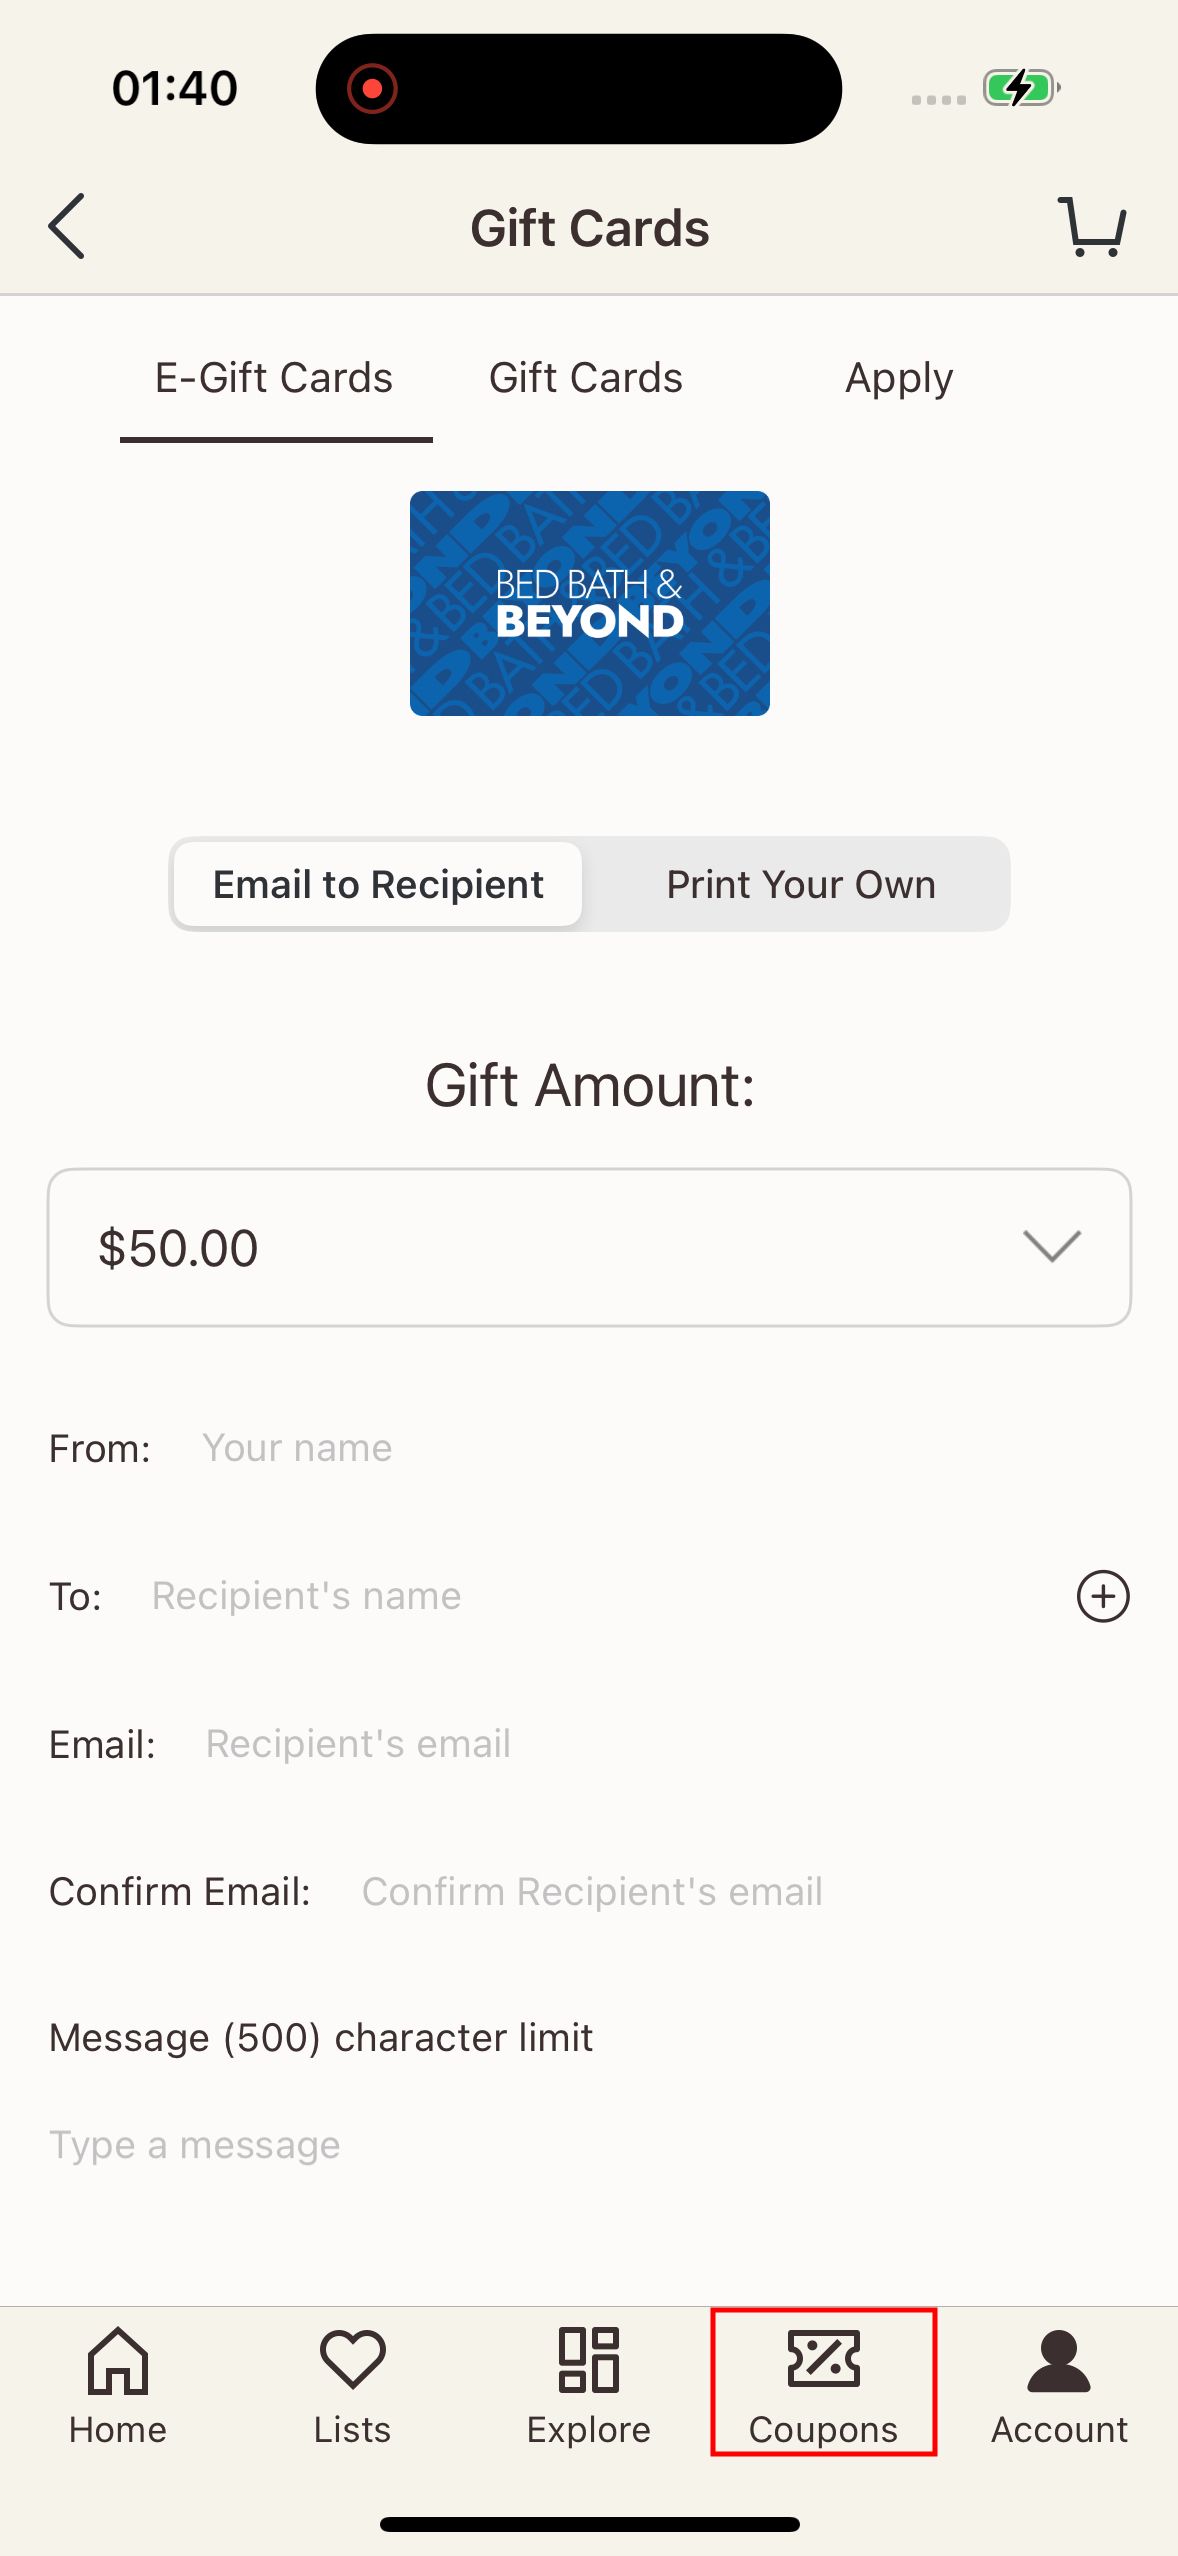 01:40
Gift Cards
E-Gift Cards
Gift Cards
Apply
BED BATH &
BEYOND
Email to Recipient
Print Your Own
Gift Amount:
$50.00
From:
Your name
To:
Recipient's name
Email:
Recipient's email
Confirm Email:
Confirm Recipient's email
Message (500) character limit
Type a message
Home
Lists
Explore
Coupons
Account